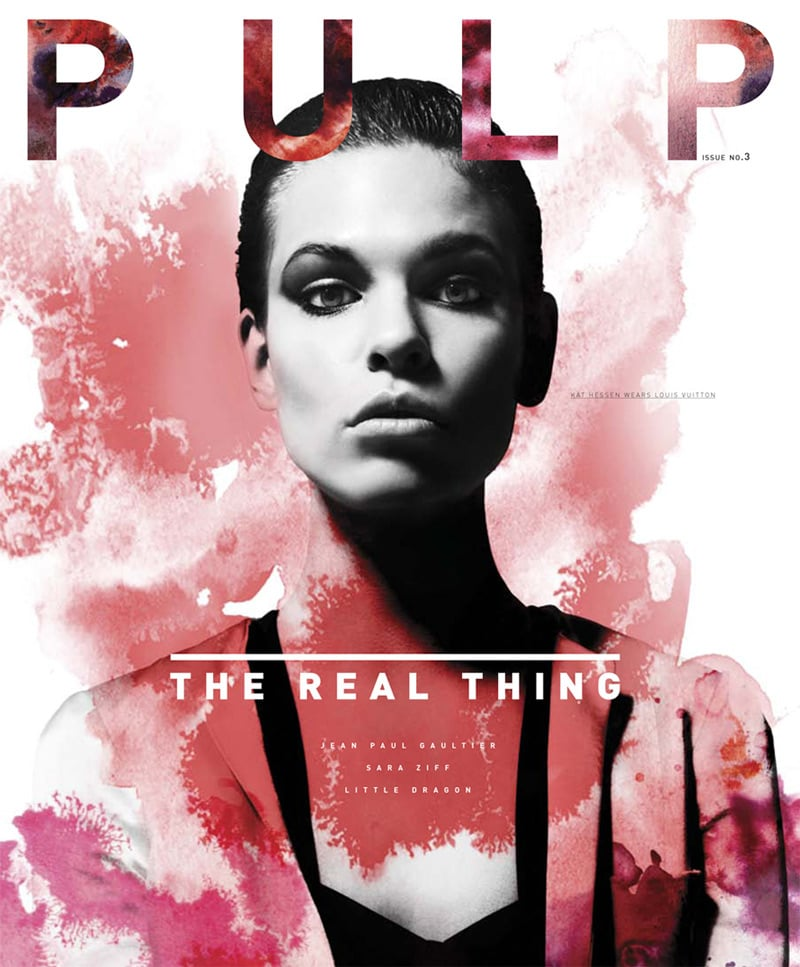 PULP
ISSUE NO.3
KAT HESSEN WEARS LOUIS VUITTON
THE REAL THING
JEAN PAUL GAULTIER
SARA ZIFF
LITTLE DRAGON